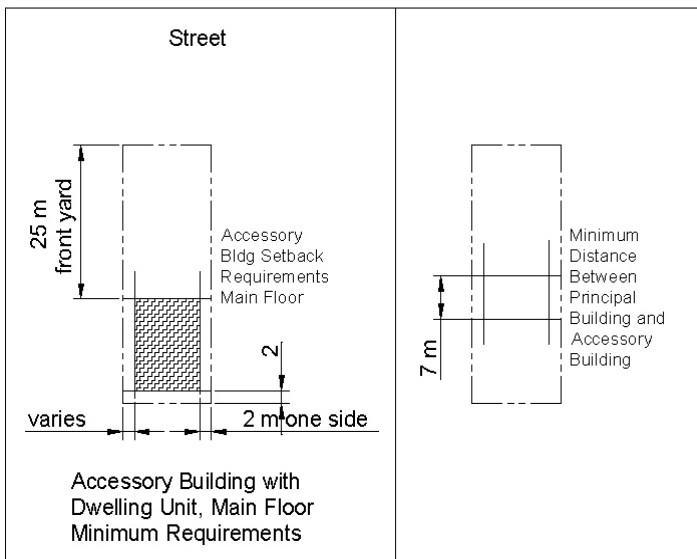 Street
25 m
front yard
Accessory
Bldg Setback
Requirements
Main Floor
2
varies
2 m one side
Accessory Building with
Dwelling Unit, Main Floor
Minimum Requirements
Minimum
Distance
Between
Principal
Building and
Accessory
Building
7 m